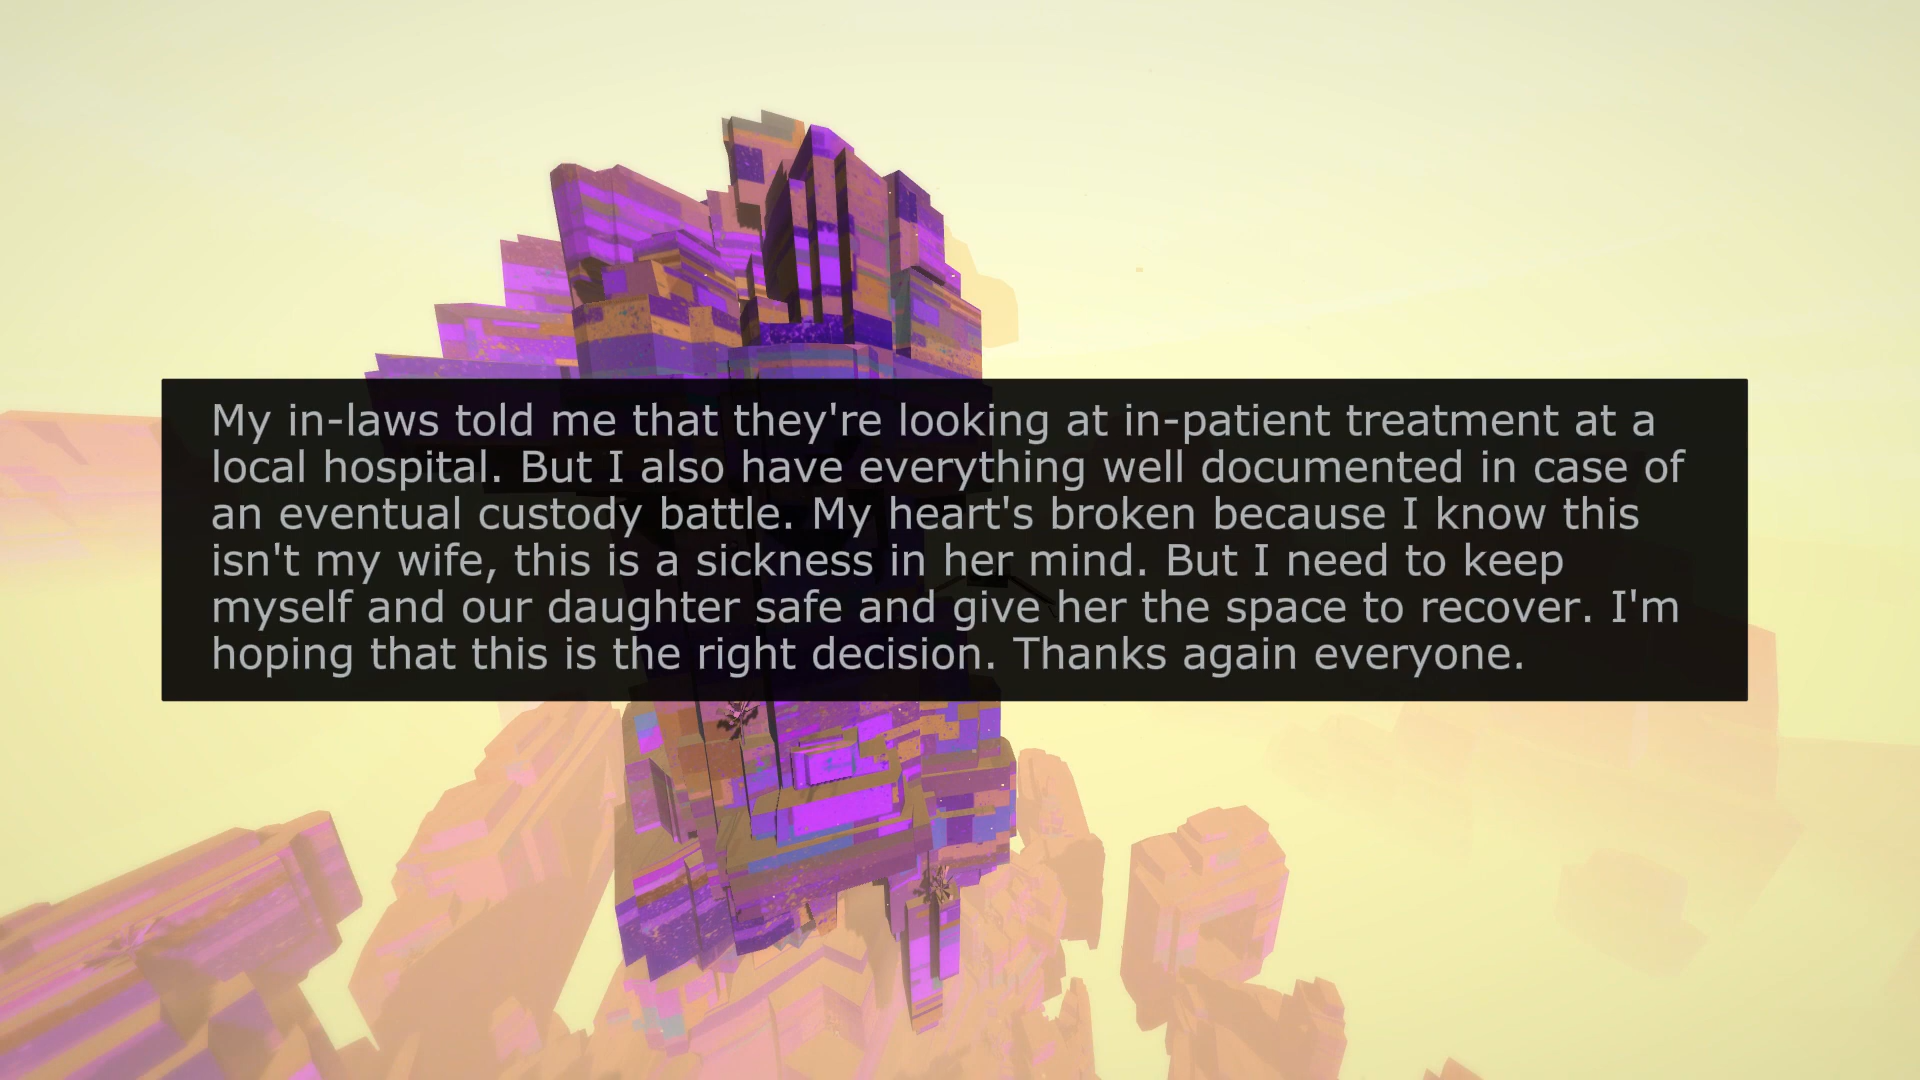 My in-laws told me that they're looking at in-patient treatment at a
local hospital. But I also have everything well documented in case of
an eventual custody battle. My heart's broken because I know this
isn't my wife, this is a sickness in her mind. But I need to keep
myself and our daughter safe and give her the space to recover. I'm
hoping that this is the right decision. Thanks again everyone.